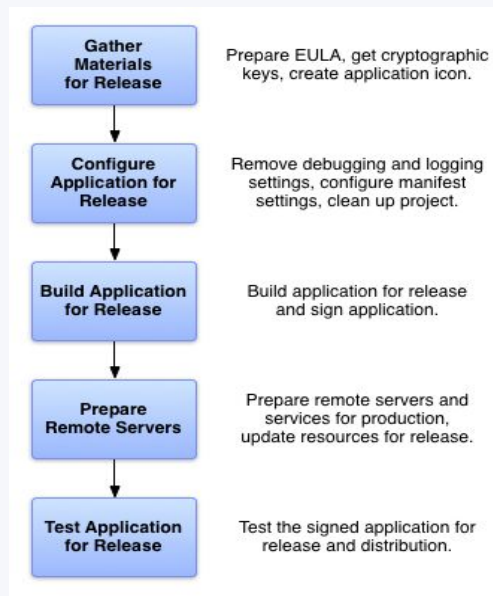 Gather
Materials
for Release
Prepare EULA, get cryptographic
keys, create application icon.
Configure
Application for
Release
Remove debugging and logging
settings, configure manifest
settings, clean up project.
Build Application
for Release
Build application for release
and sign application.
Prepare
Remote Servers
Prepare remote servers and
services for production,
update resources for release.
Test Application
for Release
Test the signed application for
release and distribution.